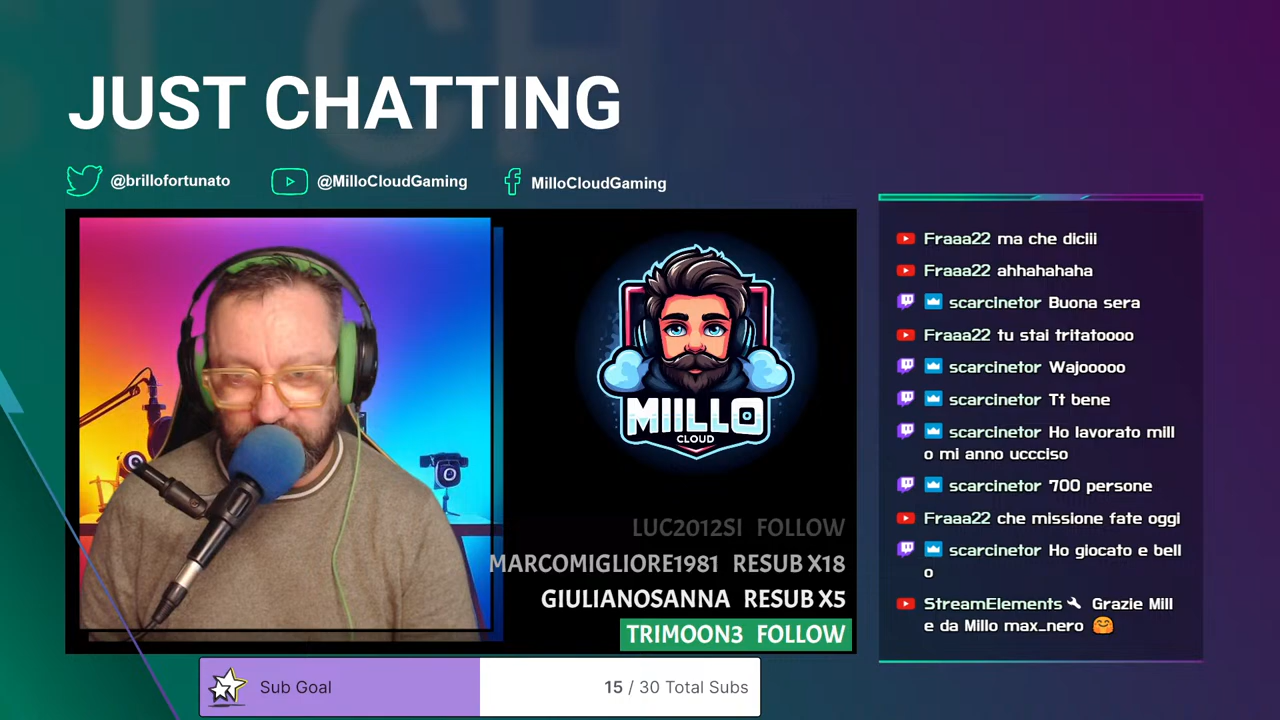 JUST CHATTING
@brillofortunato
@MilloCloudGaming
MilloCloudGaming
MIILLO
CLOUD
LUC2012SI FOLLOW
MARCOMIGLIORE1981 RESUB X18
GIULIANOSANNA RESUB X5
TRIMOON3 FOLLOW
Sub Goal
15 / 30 Total Subs
Fraaa22 ma che diciii
Fraaa22 ahhahahaha
scarcinetor Buona sera
Fraaa22 tu stai tritatoooo
scarcinetor Wajooooo
scarcinetor Tt bene
scarcinetor Ho lavorato mill
o mi anno uccciso
scarcinetor 700 persone
Fraaa22 che missione fate oggi
scarcinetor Ho giocato e bell
o
StreamElements Grazie Mill
e da Millo max_nero 🤗